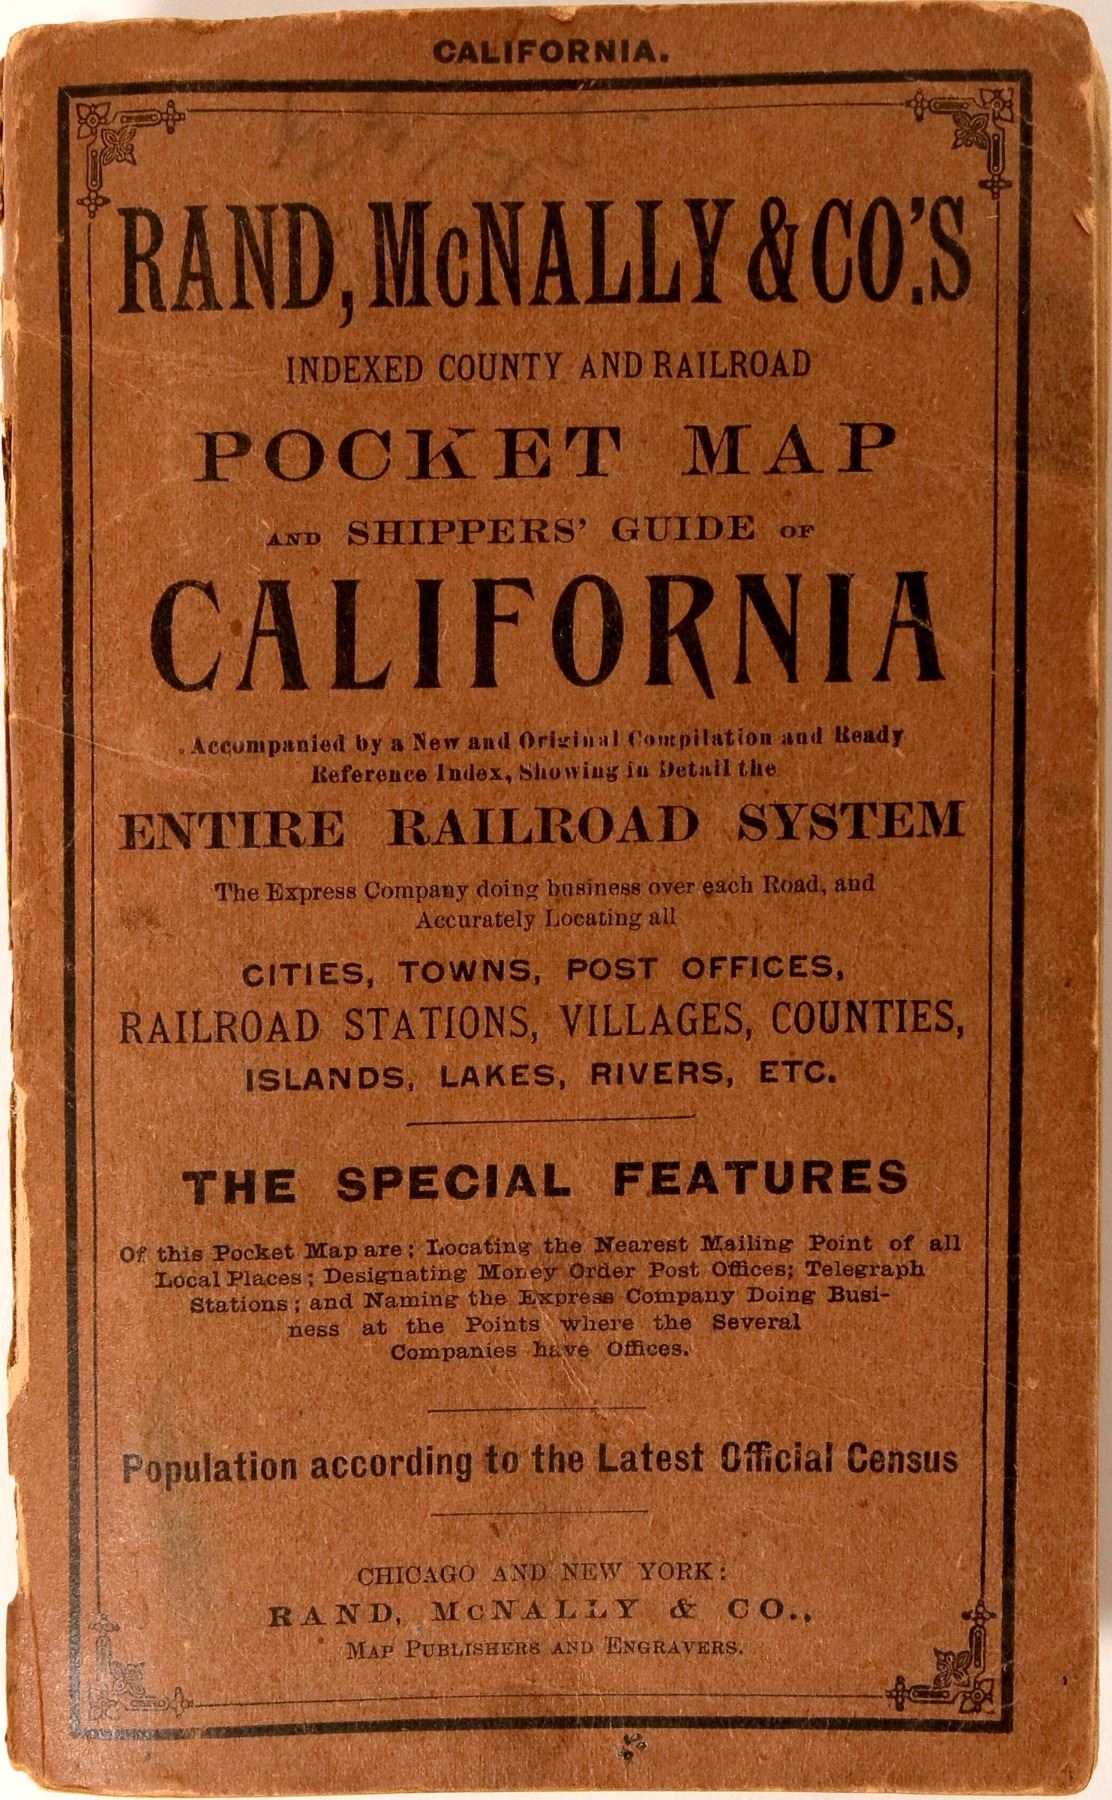 CALIFORNIA.
RAND, McNALLY & CO.'S
INDEXED COUNTY AND RAILROAD
POCKET MAP
AND SHIPPERS' GUIDE OF
CALIFORNIA
Accompanied by a New and Original Compilation and Ready
Reference Index, Showing in Detail the
ENTIRE RAILROAD SYSTEM
The Express Company doing business over each Road, and
Accurately Locating all
CITIES, TOWNS, POST OFFICES,
RAILROAD STATIONS, VILLAGES, COUNTIES,
ISLANDS, LAKES, RIVERS, ETC.
THE SPECIAL FEATURES
Of this Pocket Map are; Locating the Nearest Mailing Point of all
Local Places; Designating Money Order Post Offices; Telegraph
Stations; and Naming the Express Company Doing Busi-
ness at the Points where the Several
Companies have Offices.
Population according to the Latest Official Census
CHICAGO AND NEW YORK:
RAND, McNALLY & CO.,
MAP PUBLISHERS AND ENGRAVERS.